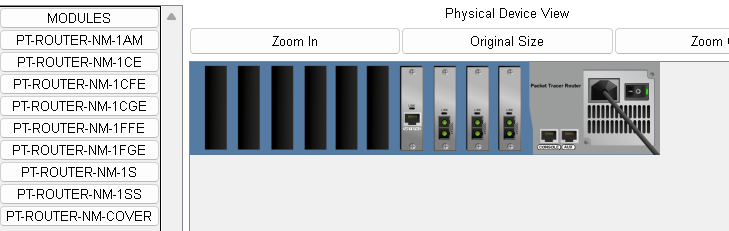 MODULES
PT-ROUTER-NM-1AM
PT-ROUTER-NM-1CE
PT-ROUTER-NM-1CFE
PT-ROUTER-NM-1CGE
PT-ROUTER-NM-1FFE
PT-ROUTER-NM-1FGE
PT-ROUTER-NM-1S
PT-ROUTER-NM-1SS
PT-ROUTER-NM-COVER
Physical Device View
Zoom In
Original Size
Zoom
Packet Tracer Router
CONSOLE
AUX